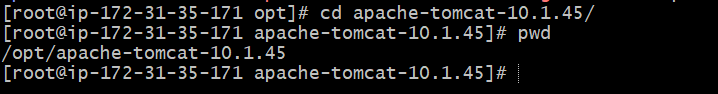 [root@ip-172-31-35-171 opt]# cd apache-tomcat-10.1.45/
[root@ip-172-31-35-171 apache-tomcat-10.1.45]# pwd
/opt/apache-tomcat-10.1.45
[root@ip-172-31-35-171 apache-tomcat-10.1.45]#